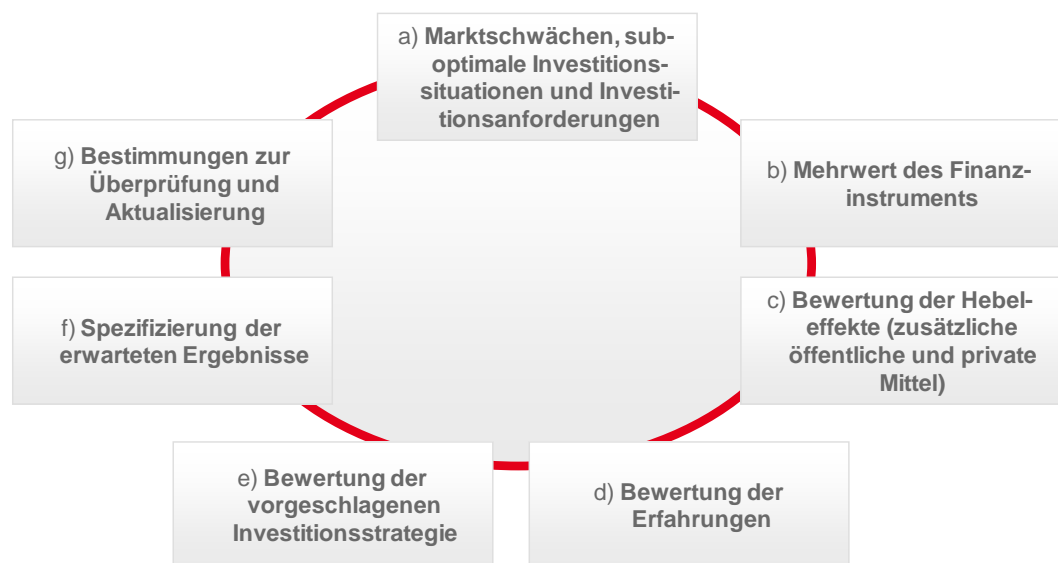 a) Marktschwächen, sub-
optimale Investitions-
situationen und Investi-
tionsanforderungen
b) Mehrwert des Finanz-
instruments
c) Bewertung der Hebel-
effekte (zusätzliche
öffentliche und private
Mittel)
d) Bewertung der
Erfahrungen
e) Bewertung der
vorgeschlagenen
Investitionsstrategie
f) Spezifizierung der
erwarteten Ergebnisse
g) Bestimmungen zur
Überprüfung und
Aktualisierung